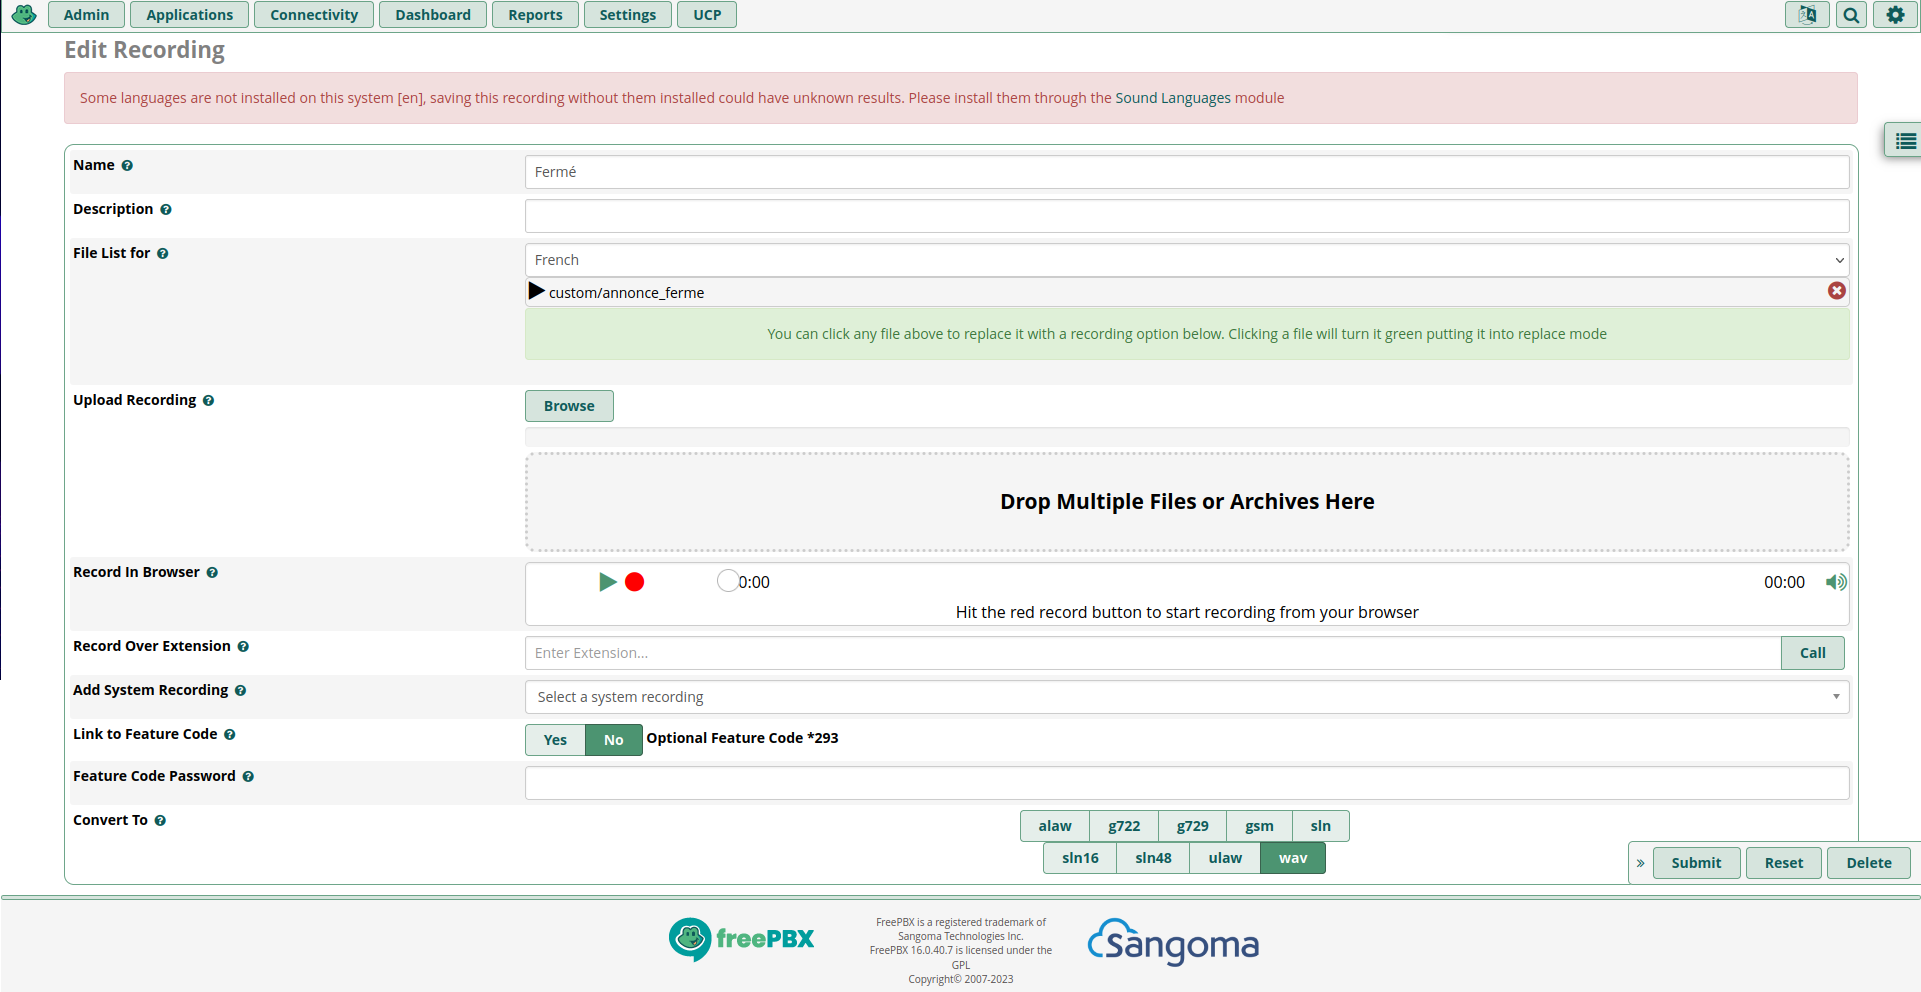 Admin Applications Connectivity Dashboard Reports Settings UCP
Edit Recording
Some languages are not installed on this system [en], saving this recording without them installed could have unknown results. Please install them through the Sound Languages module
Name
Fermé
Description
File List for
French
custom/annonce_ferme
You can click any file above to replace it with a recording option below. Clicking a file will turn it green putting it into replace mode
Upload Recording
Browse
Drop Multiple Files or Archives Here
Record In Browser
0:00
00:00
Hit the red record button to start recording from your browser
Record Over Extension
Enter Extension...
Call
Add System Recording
Select a system recording
Link to Feature Code
Yes No Optional Feature Code *293
Feature Code Password
Convert To
alaw g722 g729 gsm sln
sln16 sln48 ulaw wav
» Submit Reset Delete
freePBX
FreePBX is a registered trademark of
Sangoma Technologies Inc.
FreePBX 16.0.40.7 is licensed under the
GPL
Copyright© 2007-2023
Sangoma